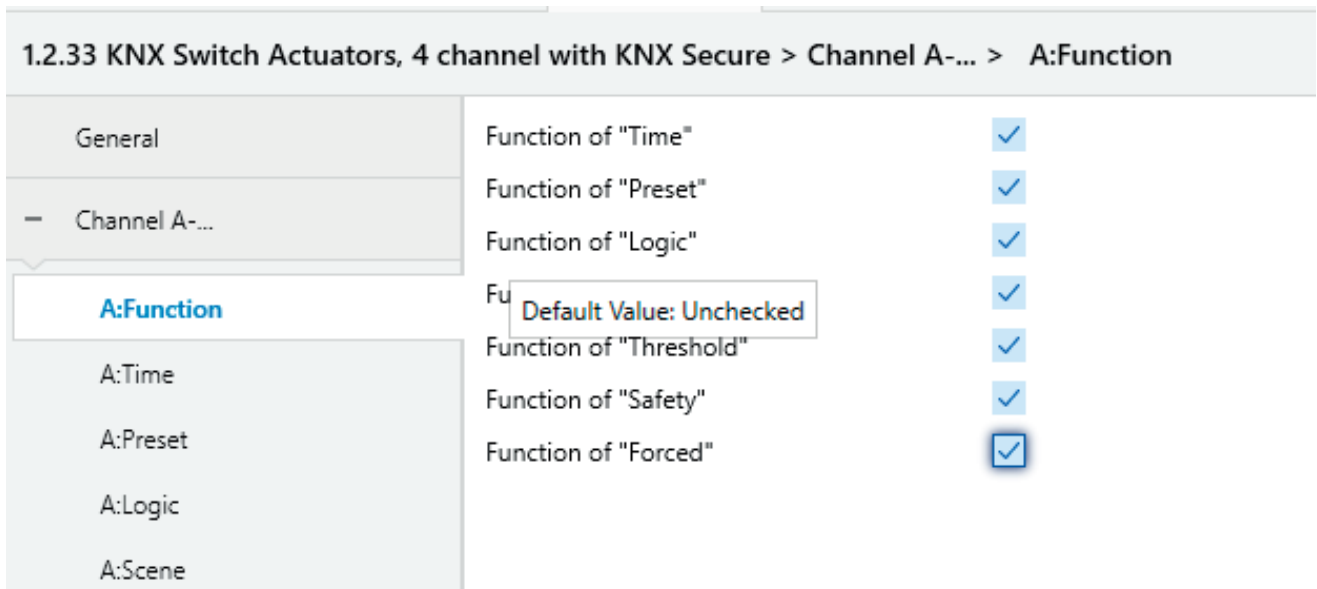 1.2.33 KNX Switch Actuators, 4 channel with KNX Secure > Channel A-... > A:Function
General
Channel A-...
A:Function
A:Time
A:Preset
A:Logic
A:Scene
Function of "Time"
Function of "Preset"
Function of "Logic"
Fu
Default Value: Unchecked
Function of "Threshold"
Function of "Safety"
Function of "Forced"